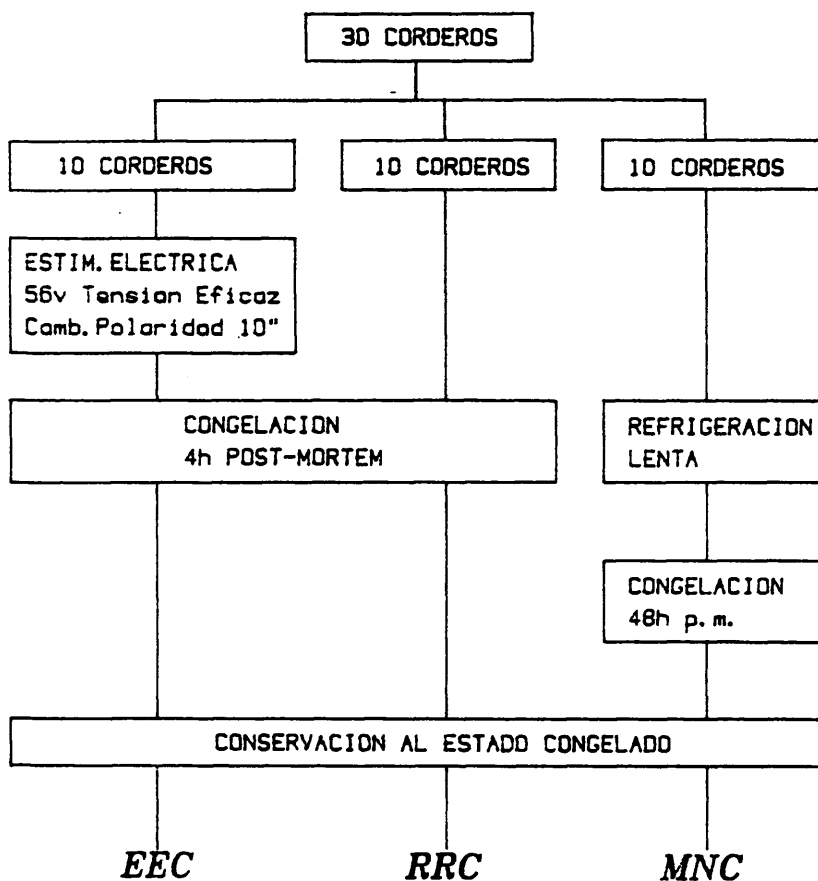 30 CORDEROS
10 CORDEROS
10 CORDEROS
10 CORDEROS
ESTIM. ELECTRICA
56v Tension Eficaz
Camb. Polaridad 10"
CONGELACION
4h POST-MORTEM
REFRIGERACION
LENTA
CONGELACION
48h p. m.
CONSERVACION AL ESTADO CONGELADO
EEC
RRC
MNC